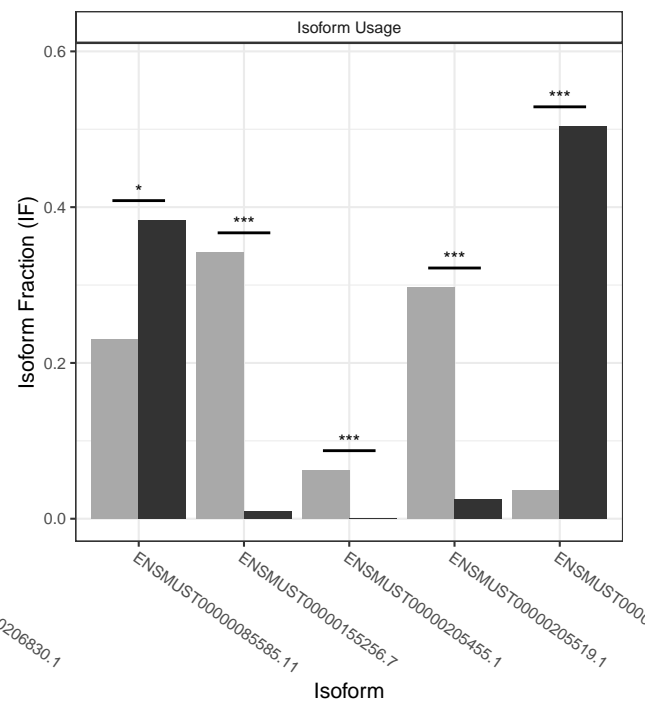 Isoform Usage
0.6
***
*
***
0.4
***
Isoform Fraction (IF)
0.2
***
0.0
ENSMUST00000085585.11
ENSMUST00000155256.7
ENSMUST00000205455.1
ENSMUST00000205519.1
ENSMUST000
0206830.1
Isoform